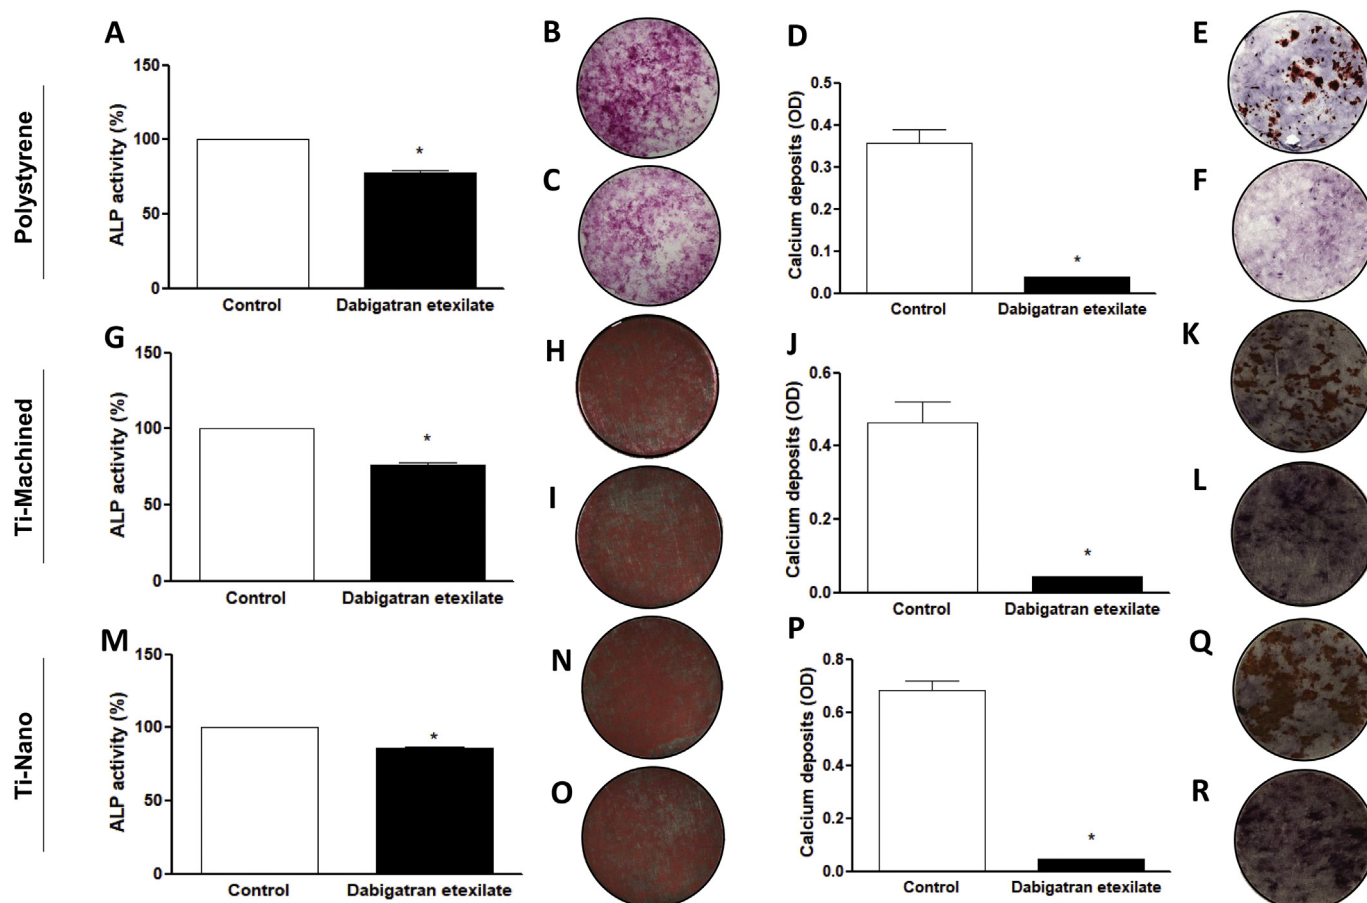 Polystyrene
A
ALP activity (%)
150
100
50
0
*
Control
Dabigatran etexilate
B
C
D
Calcium deposits (OD)
0.5
0.4
0.3
0.2
0.1
0.0
*
Control
Dabigatran etexilate
E
F
Ti-Machined
G
ALP activity (%)
150
100
50
0
*
Control
Dabigatran etexilate
H
I
J
Calcium deposits (OD)
0.6
0.4
0.2
0.0
*
Control
Dabigatran etexilate
K
L
Ti-Nano
M
ALP activity (%)
150
100
50
0
*
Control
Dabigatran etexilate
N
O
P
Calcium deposits (OD)
0.8
0.6
0.4
0.2
0.0
*
Control
Dabigatran etexilate
Q
R